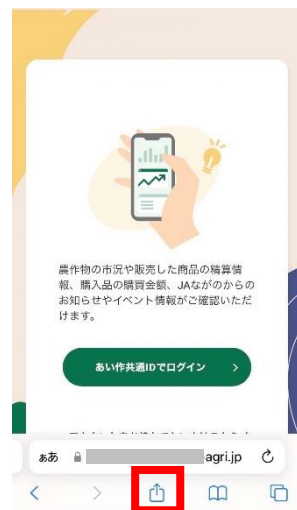 農作物の市況や販売した商品の精算情
報、購入品の購買金額、JAながのからの
お知らせやイベント情報がご確認いただ
けます。
あい作共通IDでログイン
ああ
agri.jp